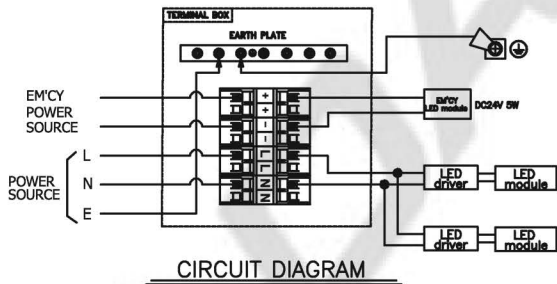 TERMINAL BOX
EARTH PLATE
EM'CY
POWER
SOURCE
+
+
EM'CY
LED module
DC24V 5W
-
-
L
L
L
POWER
SOURCE
N
N
N
E
LED
driver
LED
module
LED
driver
LED
module
CIRCUIT DIAGRAM